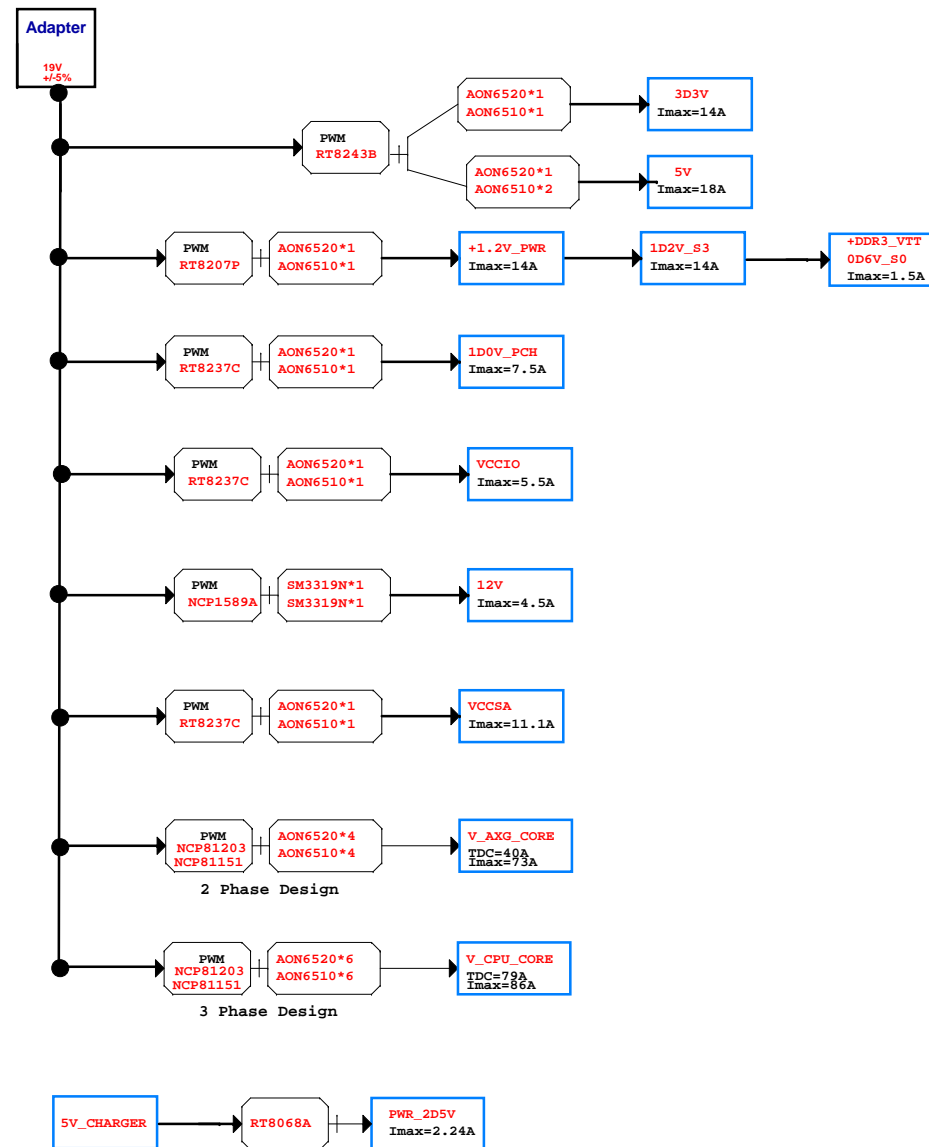 Adapter
19V
+/-5%
PWM
RT8243B
AON6520*1
AON6510*1
3D3V
Imax=14A
AON6520*1
AON6510*2
5V
Imax=18A
PWM
RT8207P
AON6520*1
AON6510*1
+1.2V_PWR
Imax=14A
1D2V_S3
Imax=14A
+DDR3_VTT
0D6V_S0
Imax=1.5A
PWM
RT8237C
AON6520*1
AON6510*1
1D0V_PCH
Imax=7.5A
PWM
RT8237C
AON6520*1
AON6510*1
VCCIO
Imax=5.5A
PWM
NCP1589A
SM3319N*1
SM3319N*1
12V
Imax=4.5A
PWM
RT8237C
AON6520*1
AON6510*1
VCCSA
Imax=11.1A
PWM
NCP81203
NCP81151
AON6520*4
AON6510*4
V_AXG_CORE
TDC=40A
Imax=73A
2 Phase Design
PWM
NCP81203
NCP81151
AON6520*6
AON6510*6
V_CPU_CORE
TDC=79A
Imax=86A
3 Phase Design
5V_CHARGER
RT8068A
PWR_2D5V
Imax=2.24A